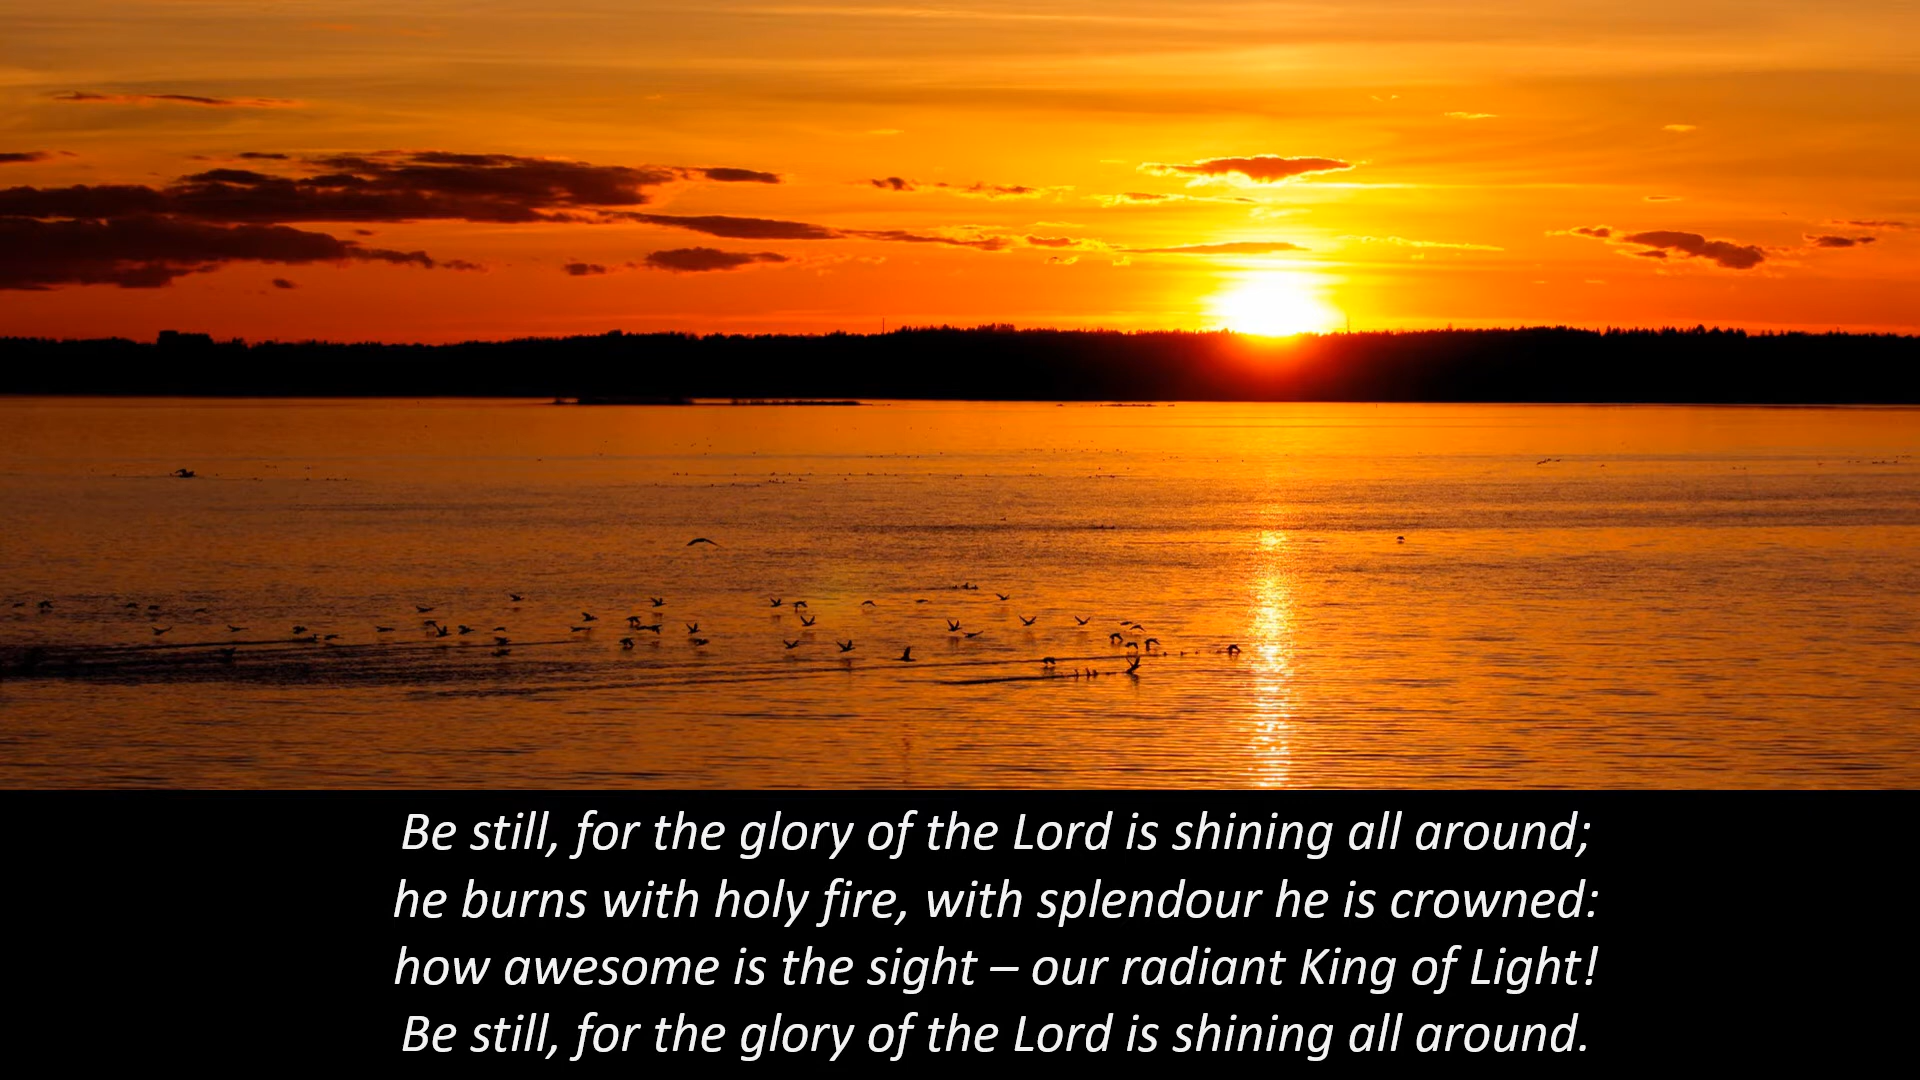 Be still, for the glory of the Lord is shining all around;
he burns with holy fire, with splendour he is crowned:
how awesome is the sight – our radiant King of Light!
Be still, for the glory of the Lord is shining all around.